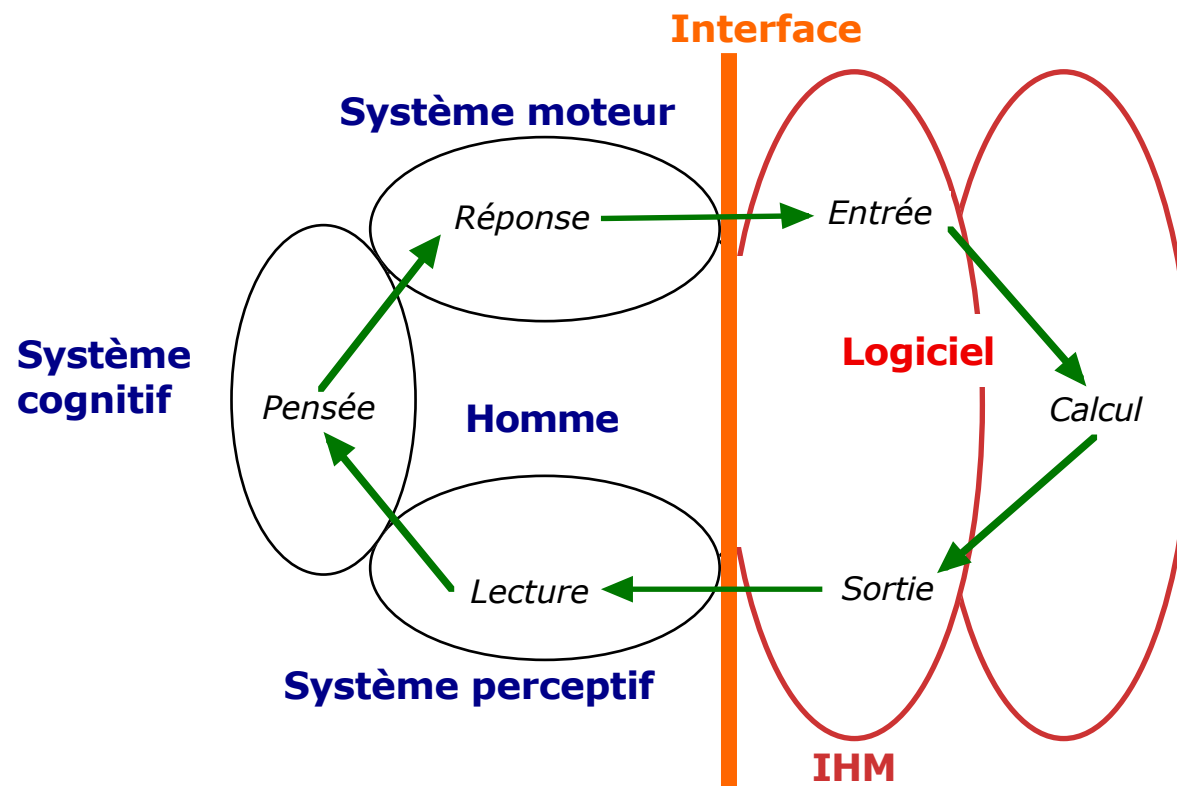 Interface
Système moteur
Réponse
Entrée
Système
cognitif
Logiciel
Pensée
Homme
Calcul
Lecture
Sortie
Système perceptif
IHM